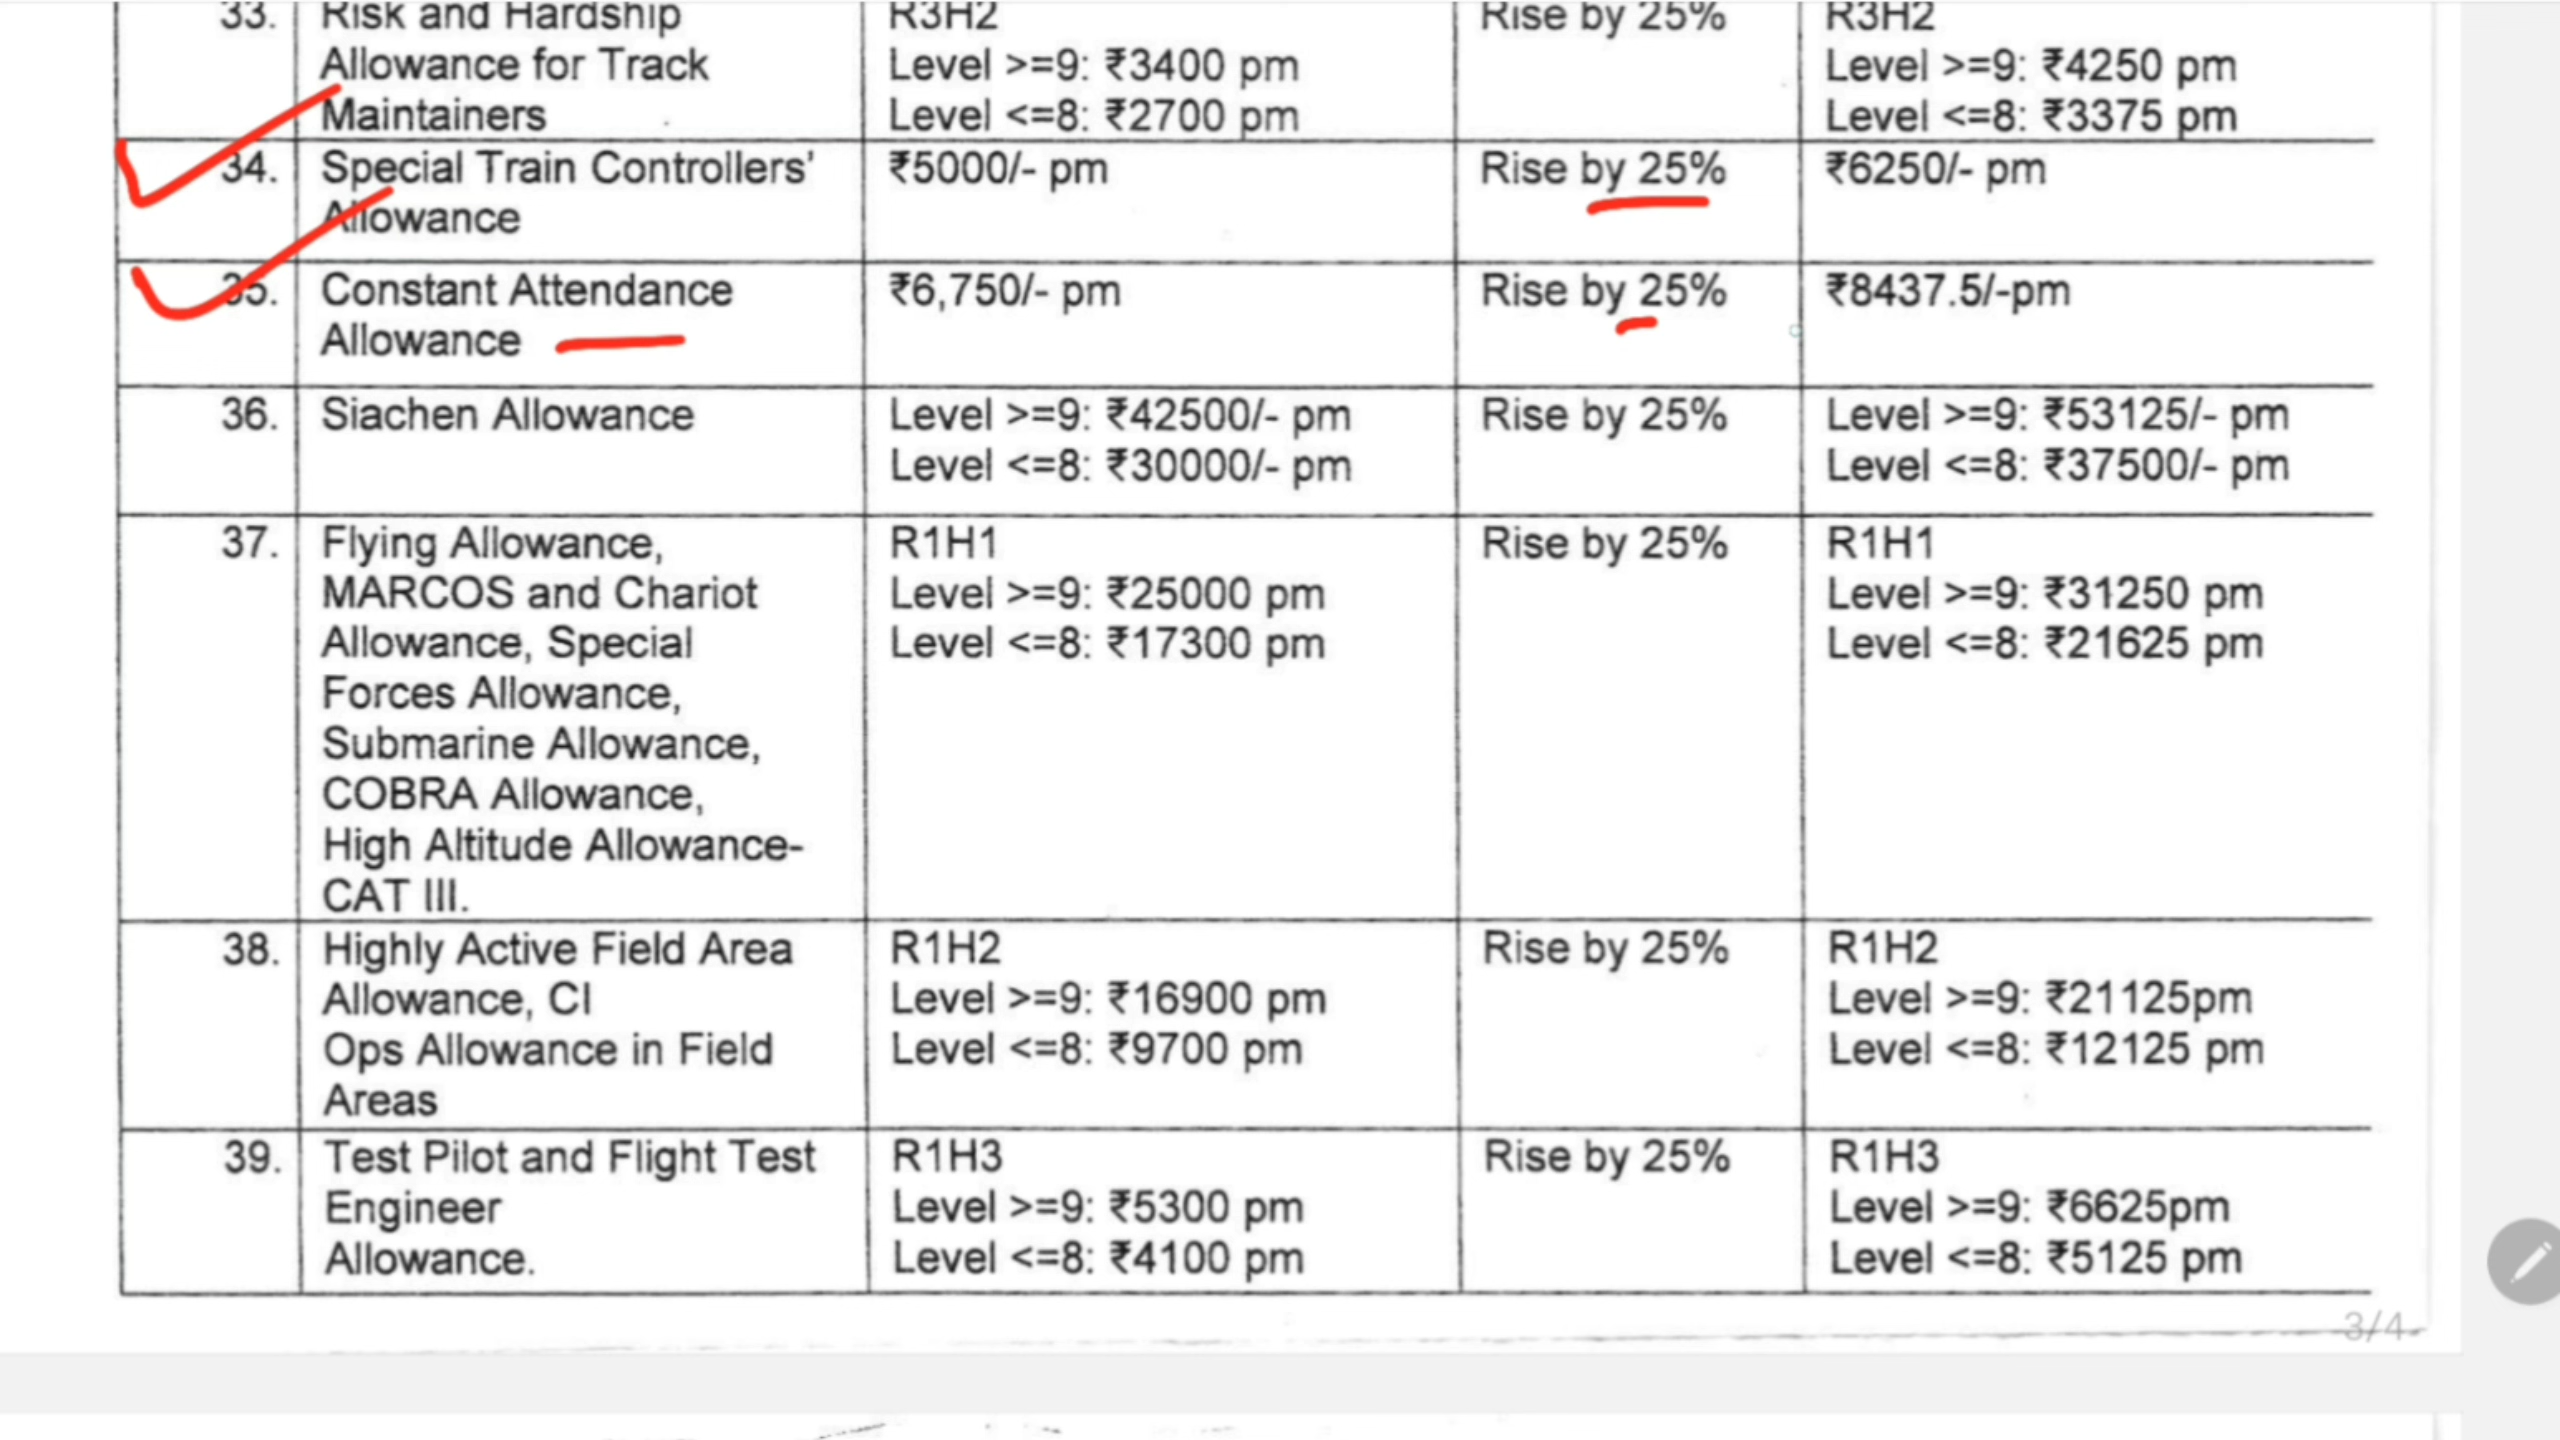 33. Risk and Hardship R3H2 Rise by 25% R3H2
Allowance for Track Level >=9: ₹3400 pm Level >=9: ₹4250 pm
Maintainers Level <=8: ₹2700 pm Level <=8: ₹3375 pm
34. Special Train Controllers' ₹5000/- pm Rise by 25% ₹6250/- pm
Allowance
35. Constant Attendance ₹6,750/- pm Rise by 25% ₹8437.5/-pm
Allowance
36. Siachen Allowance Level >=9: ₹42500/- pm Rise by 25% Level >=9: ₹53125/- pm
Level <=8: ₹30000/- pm Level <=8: ₹37500/- pm
37. Flying Allowance, R1H1 Rise by 25% R1H1
MARCOS and Chariot Level >=9: ₹25000 pm Level >=9: ₹31250 pm
Allowance, Special Level <=8: ₹17300 pm Level <=8: ₹21625 pm
Forces Allowance,
Submarine Allowance,
COBRA Allowance,
High Altitude Allowance-
CAT III.
38. Highly Active Field Area R1H2 Rise by 25% R1H2
Allowance, CI Level >=9: ₹16900 pm Level >=9: ₹21125pm
Ops Allowance in Field Level <=8: ₹9700 pm Level <=8: ₹12125 pm
Areas
39. Test Pilot and Flight Test R1H3 Rise by 25% R1H3
Engineer Level >=9: ₹5300 pm Level >=9: ₹6625pm
Allowance. Level <=8: ₹4100 pm Level <=8: ₹5125 pm
3/4